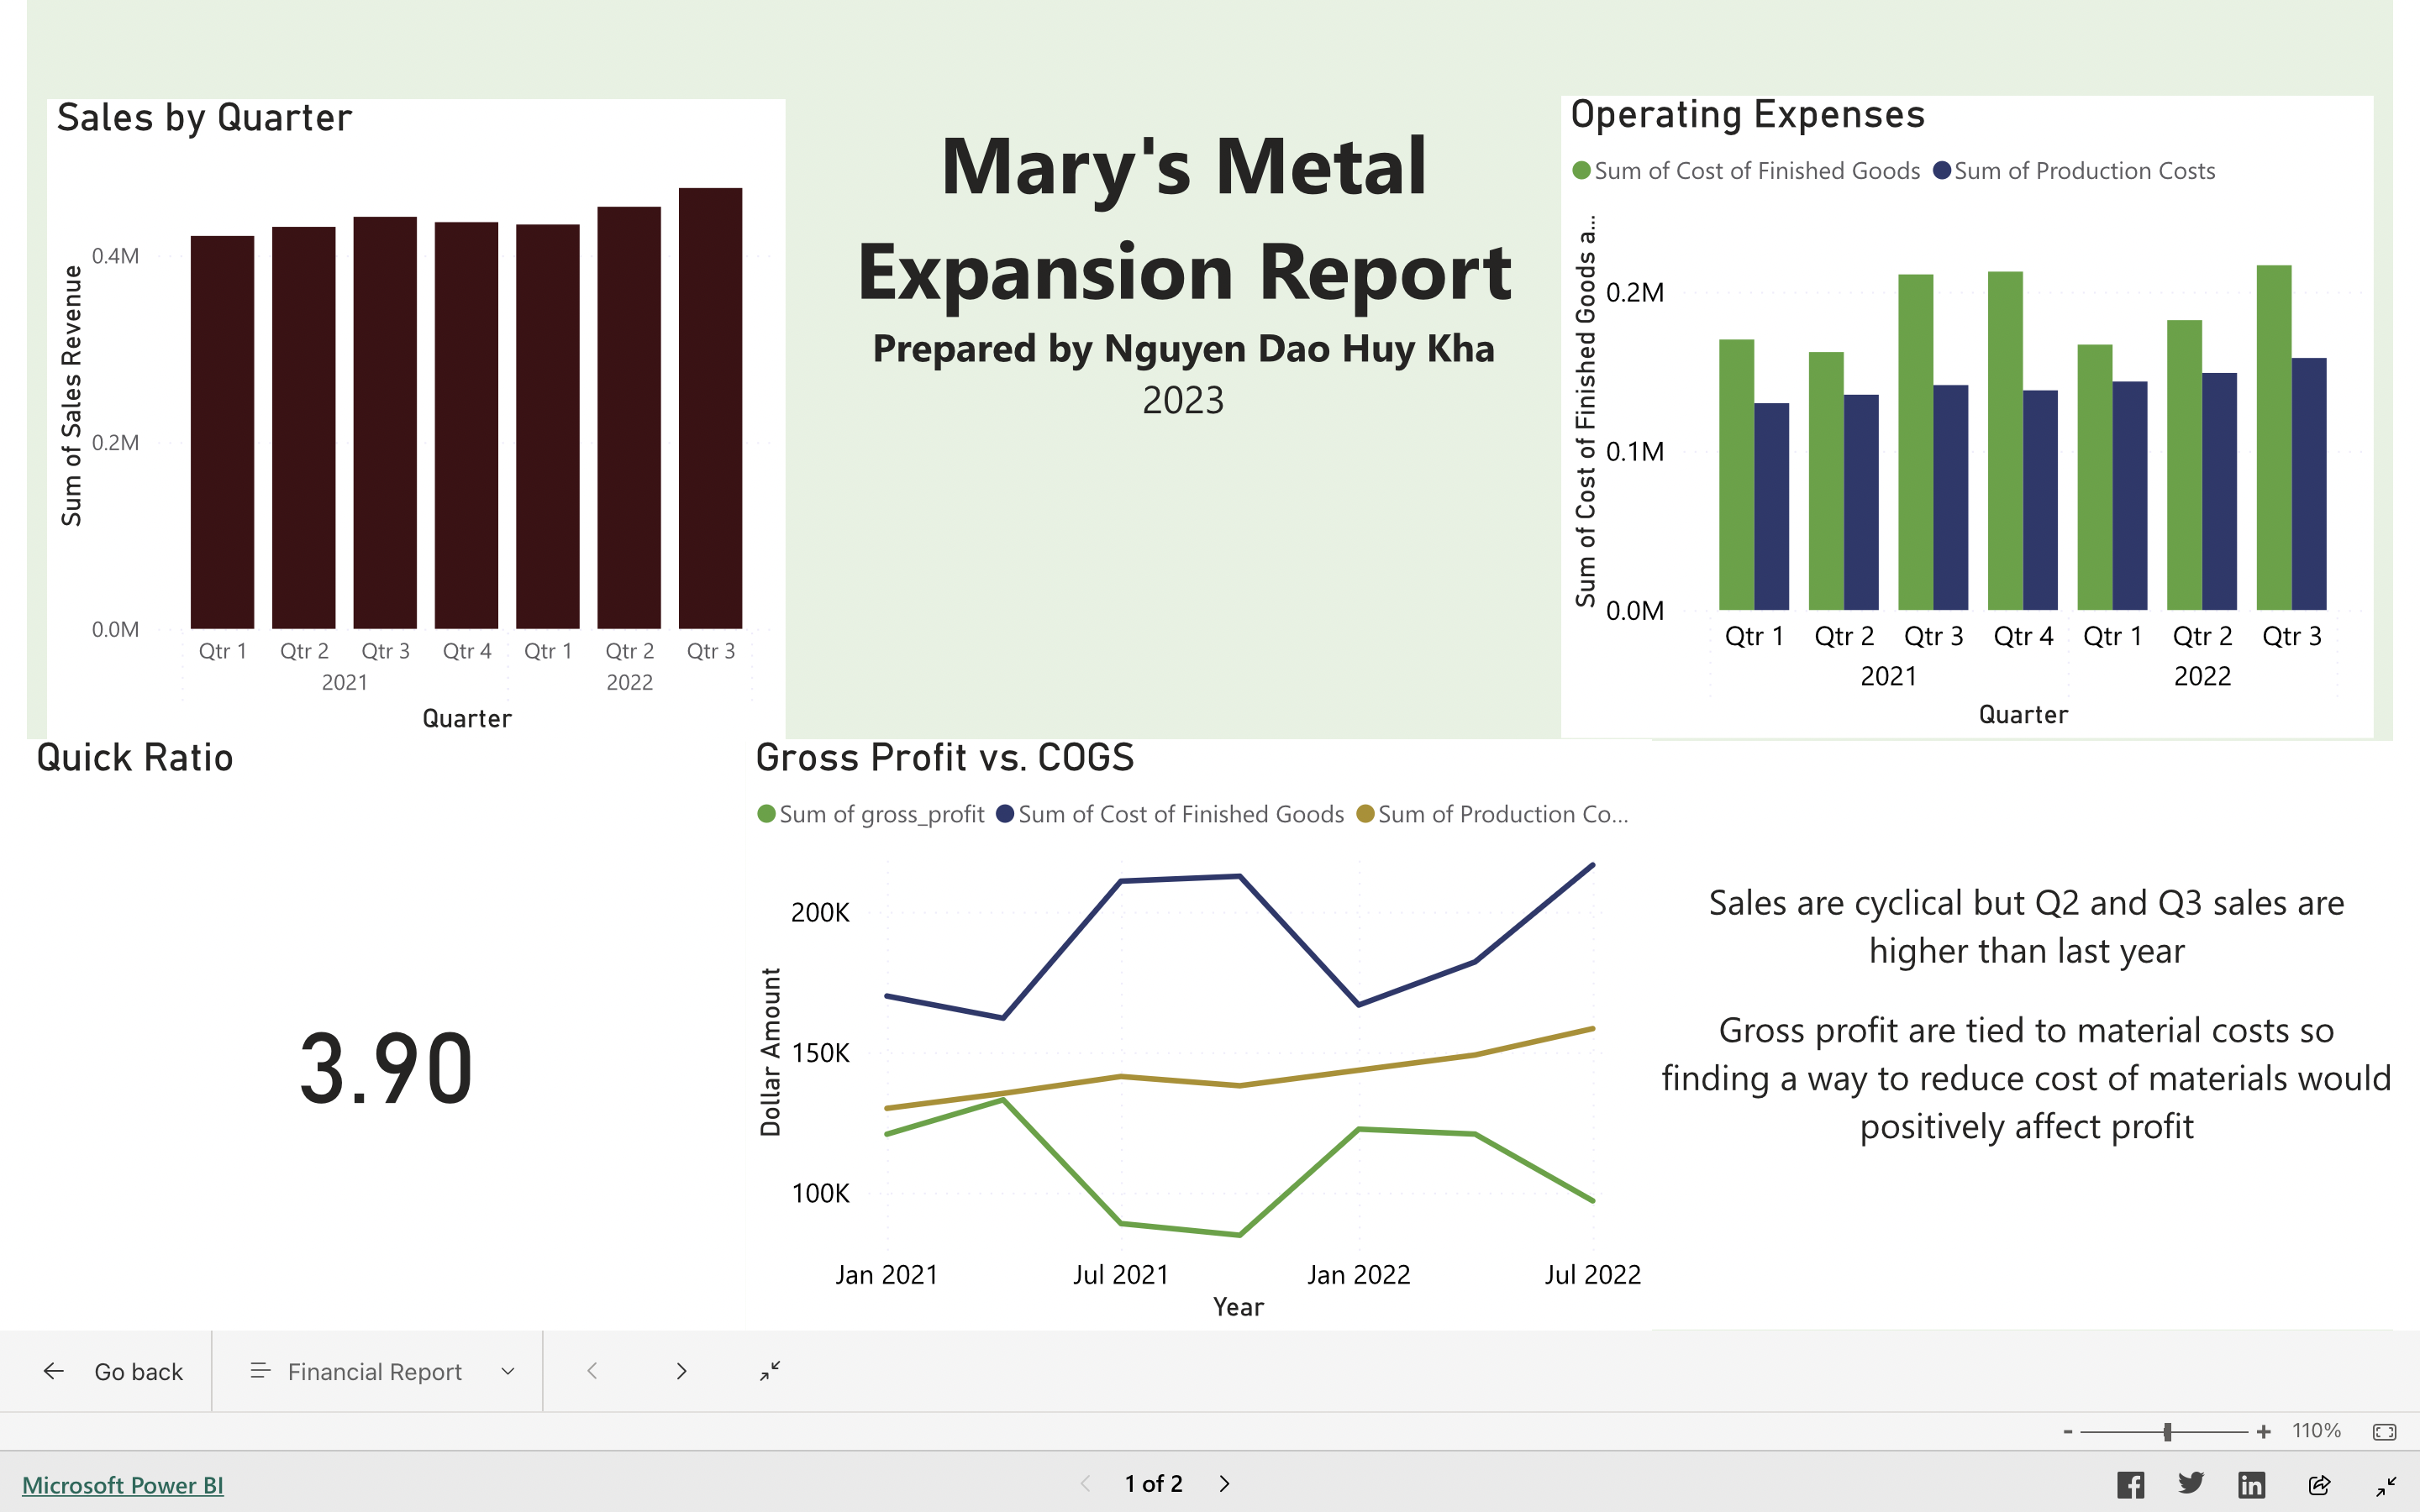 Sales by Quarter
Sum of Sales Revenue
0.4M
0.2M
0.0M
Qtr 1 Qtr 2 Qtr 3 Qtr 4 Qtr 1 Qtr 2 Qtr 3
2021 2022
Quarter
Mary's Metal
Expansion Report
Prepared by Nguyen Dao Huy Kha
2023
Operating Expenses
Sum of Cost of Finished Goods Sum of Production Costs
Sum of Cost of Finished Goods a...
0.2M
0.1M
0.0M
Qtr 1 Qtr 2 Qtr 3 Qtr 4 Qtr 1 Qtr 2 Qtr 3
2021 2022
Quarter
Quick Ratio
3.90
Gross Profit vs. COGS
Sum of gross_profit Sum of Cost of Finished Goods Sum of Production Co...
Dollar Amount
200K
150K
100K
Jan 2021 Jul 2021 Jan 2022 Jul 2022
Year
Sales are cyclical but Q2 and Q3 sales are
higher than last year
Gross profit are tied to material costs so
finding a way to reduce cost of materials would
positively affect profit
Go back Financial Report
- + 110%
Microsoft Power BI 1 of 2